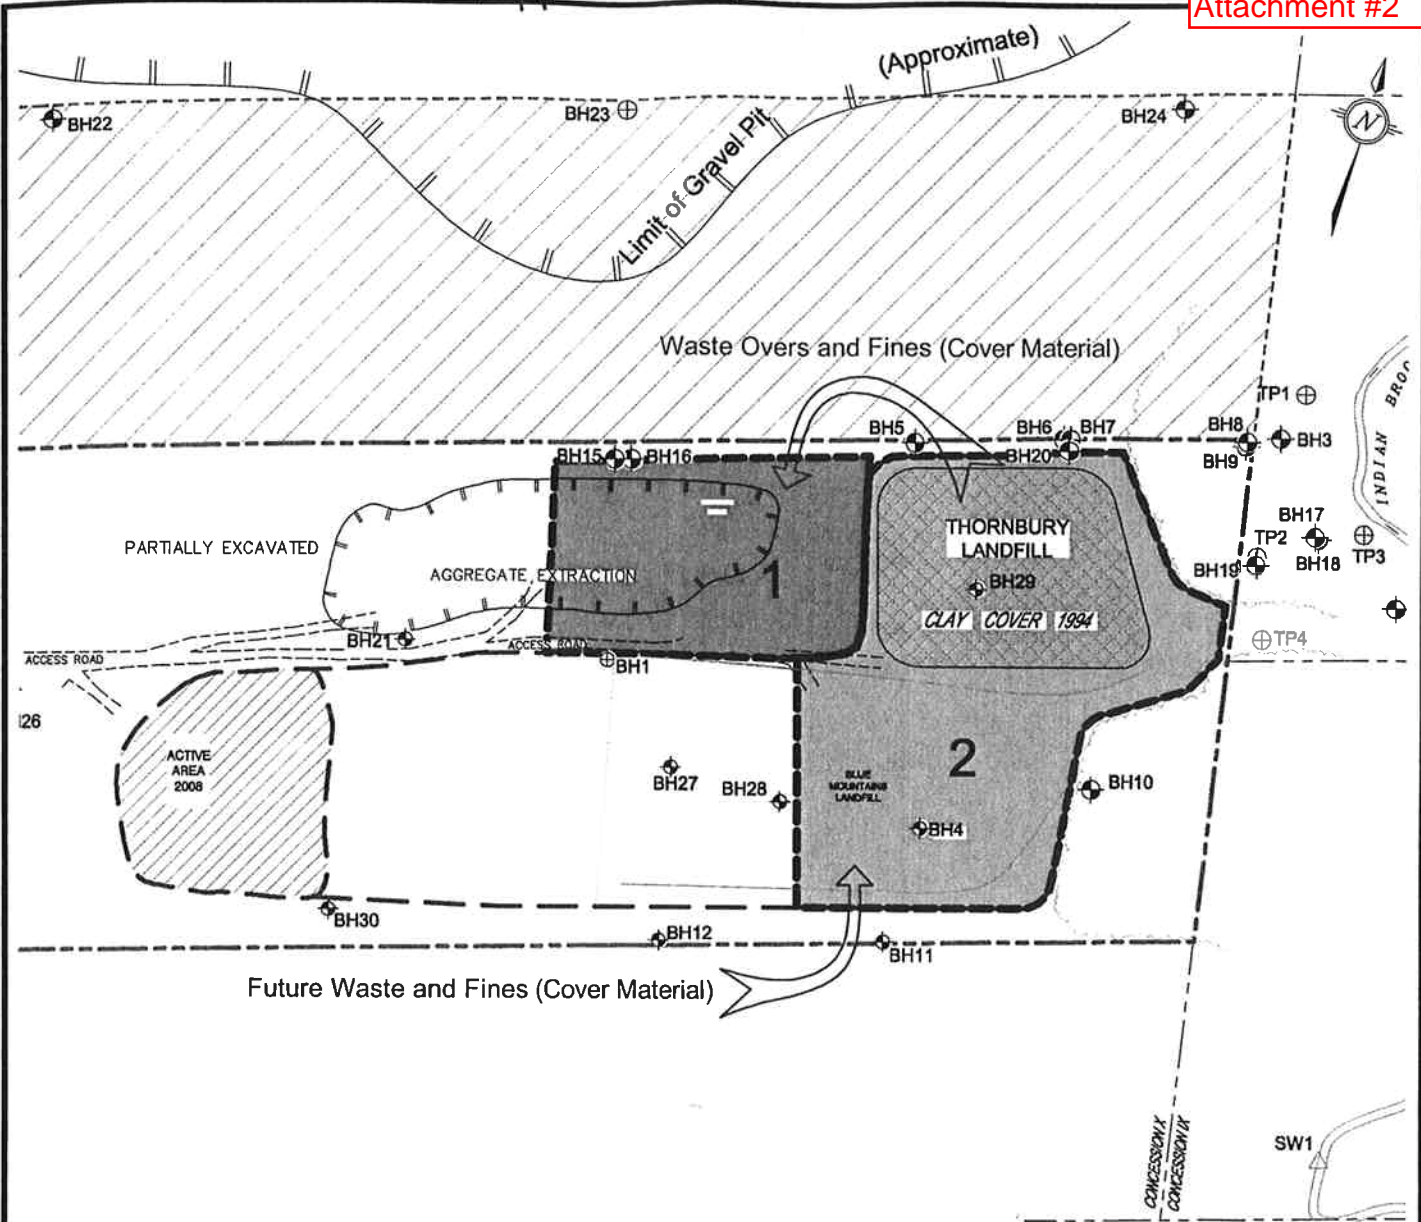 Attachment #2
(Approximate)
BH22
BH23
BH24
N
Limit of Gravel Pit
Waste Overs and Fines (Cover Material)
TP1
INDIAN BROO
BH5
BH6
BH7
BH8
BH3
BH15
BH16
BH20
BH9
THORNBURY
LANDFILL
BH17
TP2
BH18
TP3
BH19
PARTIALLY EXCAVATED
AGGREGATE EXTRACTION
1
BH29
CLAY COVER 1994
BH21
ACCESS ROAD
ACCESS ROAD
BH1
TP4
26
ACTIVE
AREA
2008
BH27
BH28
BLUE
MOUNTAINS
LANDFILL
2
BH10
BH4
BH30
BH12
BH11
Future Waste and Fines (Cover Material)
CONCESSION X
CONCESSION IX
SW1